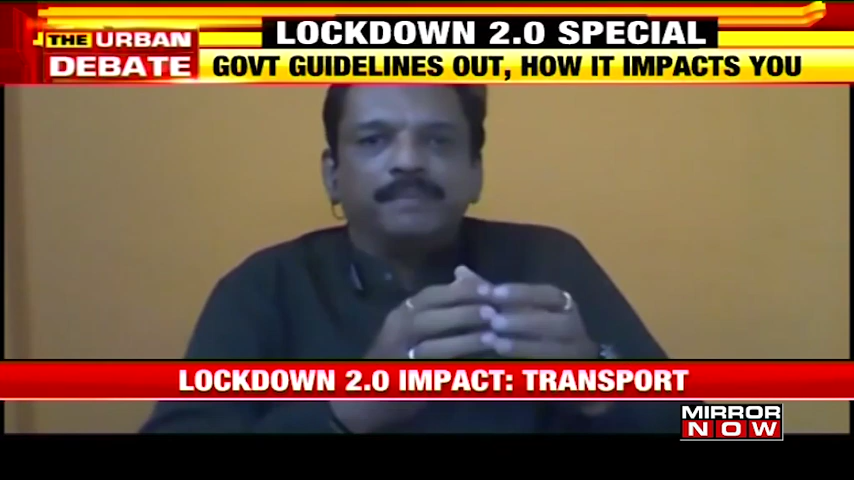 THE URBAN
DEBATE
LOCKDOWN 2.0 SPECIAL
GOVT GUIDELINES OUT, HOW IT IMPACTS YOU
LOCKDOWN 2.0 IMPACT: TRANSPORT
MIRROR
NOW